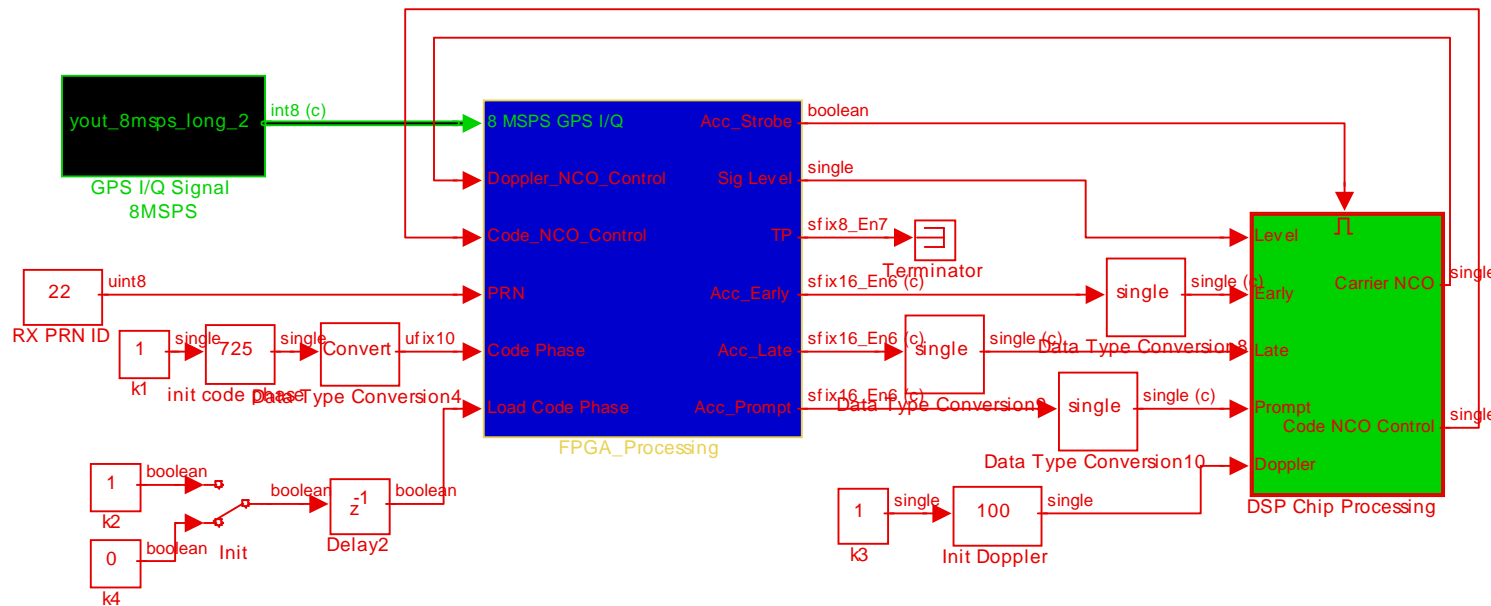 yout_8msps_long_2
GPS I/Q Signal
8MSPS
int8 (c)
8 MSPS GPS I/Q
Doppler_NCO_Control
Code_NCO_Control
PRN
Code Phase
Load Code Phase
Acc_Strobe
Sig Level
TP
Acc_Early
Acc_Late
Acc_Prompt
FPGA_Processing
boolean
single
sfix8_En7
Terminator
sfix16_En6 (c)
single
single (c)
Data Type Conversion8
sfix16_En6 (c)
single
single (c)
Data Type Conversion9
sfix16_En6 (c)
single
single (c)
Data Type Conversion10
Level
Early
Late
Prompt
Doppler
Carrier NCO
Code NCO Control
single
single
DSP Chip Processing
22
uint8
RX PRN ID
1
k1
single
725
init code phase
single
Convert
Data Type Conversion4
ufix10
1
boolean
k2
0
boolean
k4
Init
boolean
z-1
Delay2
boolean
1
k3
single
100
Init Doppler
single